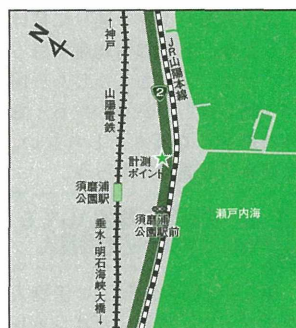 N
←神戸
JR山陽本線
山陽電鉄
2
計測
ポイント
須磨浦
公園駅
須磨浦
公園駅前
瀬戸内海
垂水・明石海峡大橋→